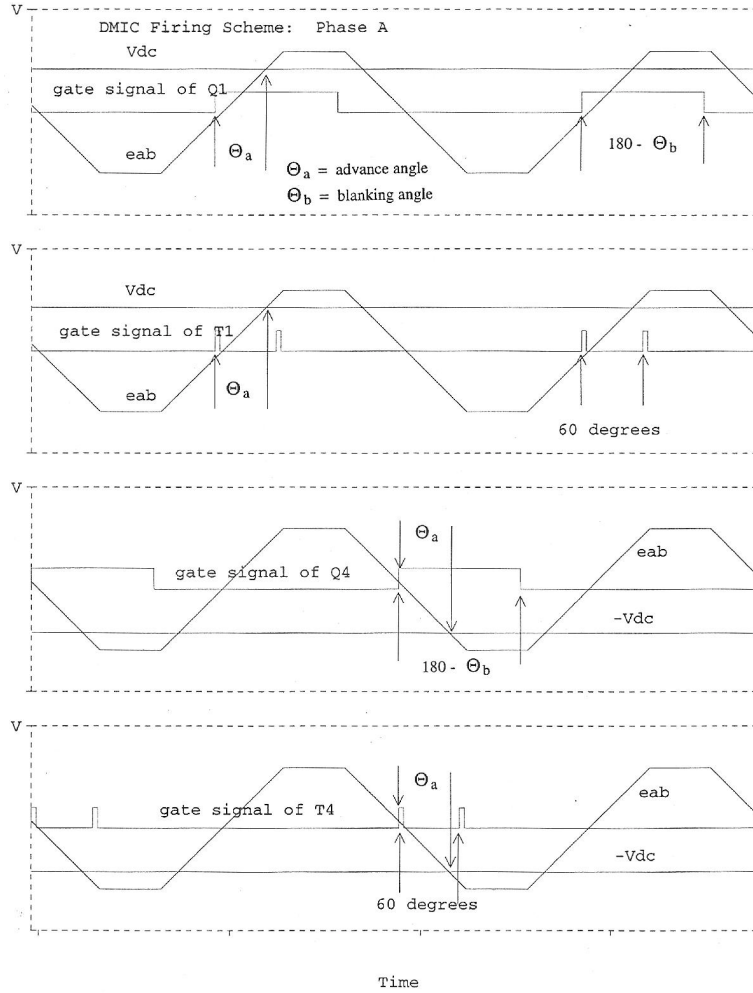 V
DMIC Firing Scheme: Phase A
Vdc
gate signal of Q1
eab
Θa
180 - Θb
Θa = advance angle
Θb = blanking angle
V
Vdc
gate signal of T1
eab
Θa
60 degrees
V
Θa
eab
gate signal of Q4
-Vdc
180 - Θb
V
Θa
eab
gate signal of T4
-Vdc
60 degrees
Time